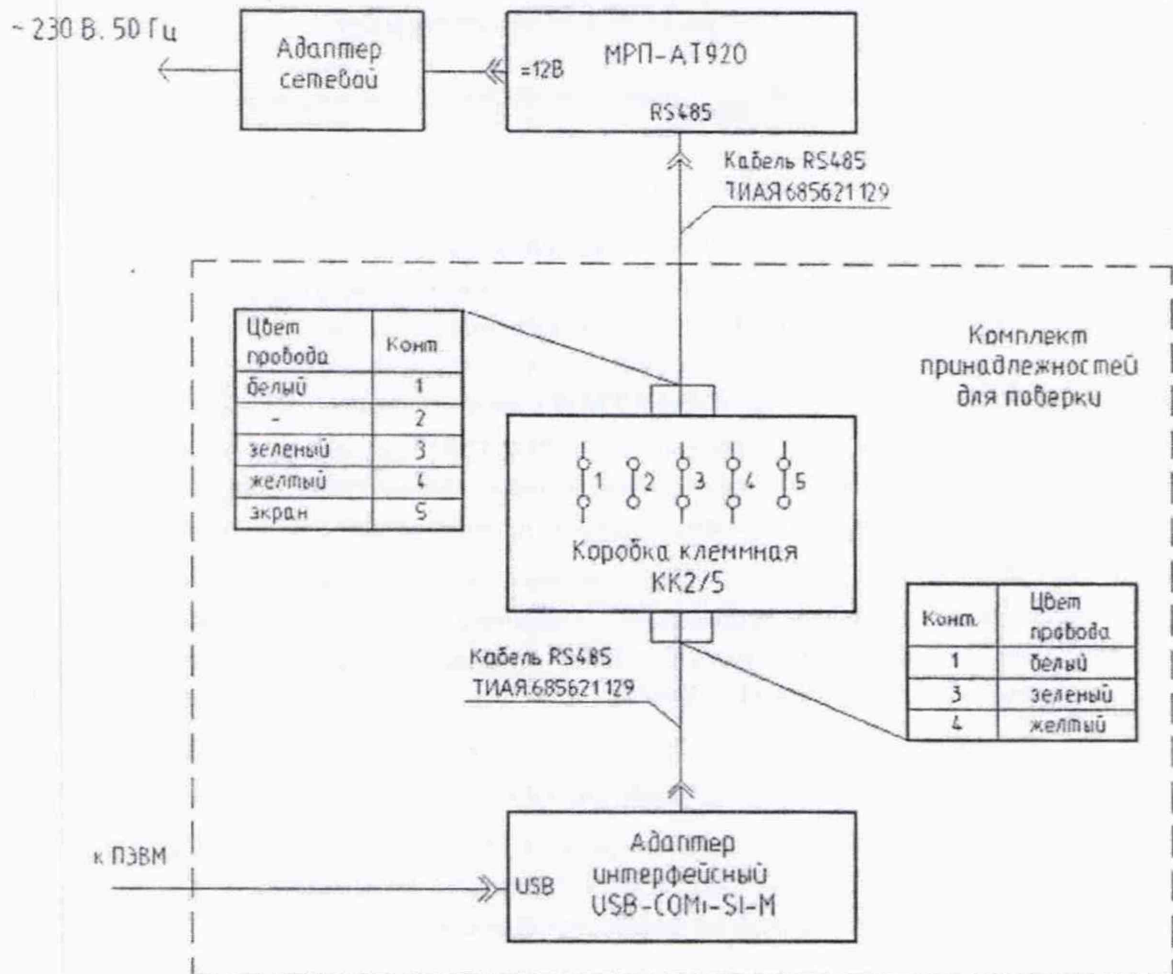 ~ 230 В. 50 Гц
Адаптер
сетевой
=12В
МРП-АТ920
RS485
Кабель RS485
ТИАЯ.685621.129
Комплект
принадлежностей
для поверки
Цвет провода Конт.
белый 1
- 2
зеленый 3
желтый 4
экран 5
1 2 3 4 5
Коробка клеммная
КК2/5
Кабель RS485
ТИАЯ.685621.129
Конт. Цвет провода
1 белый
3 зеленый
4 желтый
к ПЭВМ
USB
Адаптер
интерфейсный
USB-COMi-SI-M